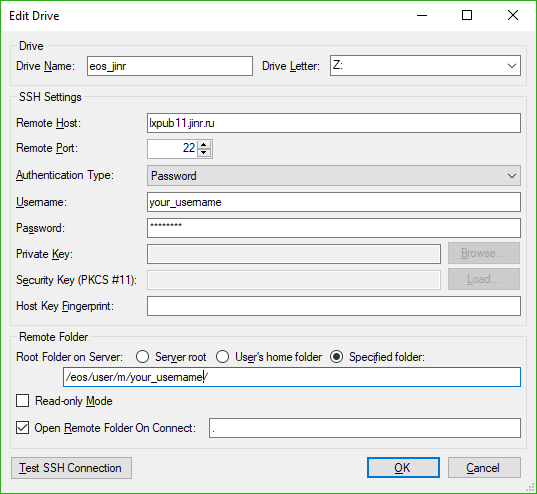 Edit Drive
Drive
Drive Name: eos_jinr Drive Letter: Z:
SSH Settings
Remote Host: lxpub11.jinr.ru
Remote Port: 22
Authentication Type: Password
Username: your_username
Password: ********
Private Key: Browse...
Security Key (PKCS #11): Load...
Host Key Fingerprint:
Remote Folder
Root Folder on Server: Server root User's home folder Specified folder:
/eos/user/m/your_username/
Read-only Mode
Open Remote Folder On Connect: .
Test SSH Connection OK Cancel